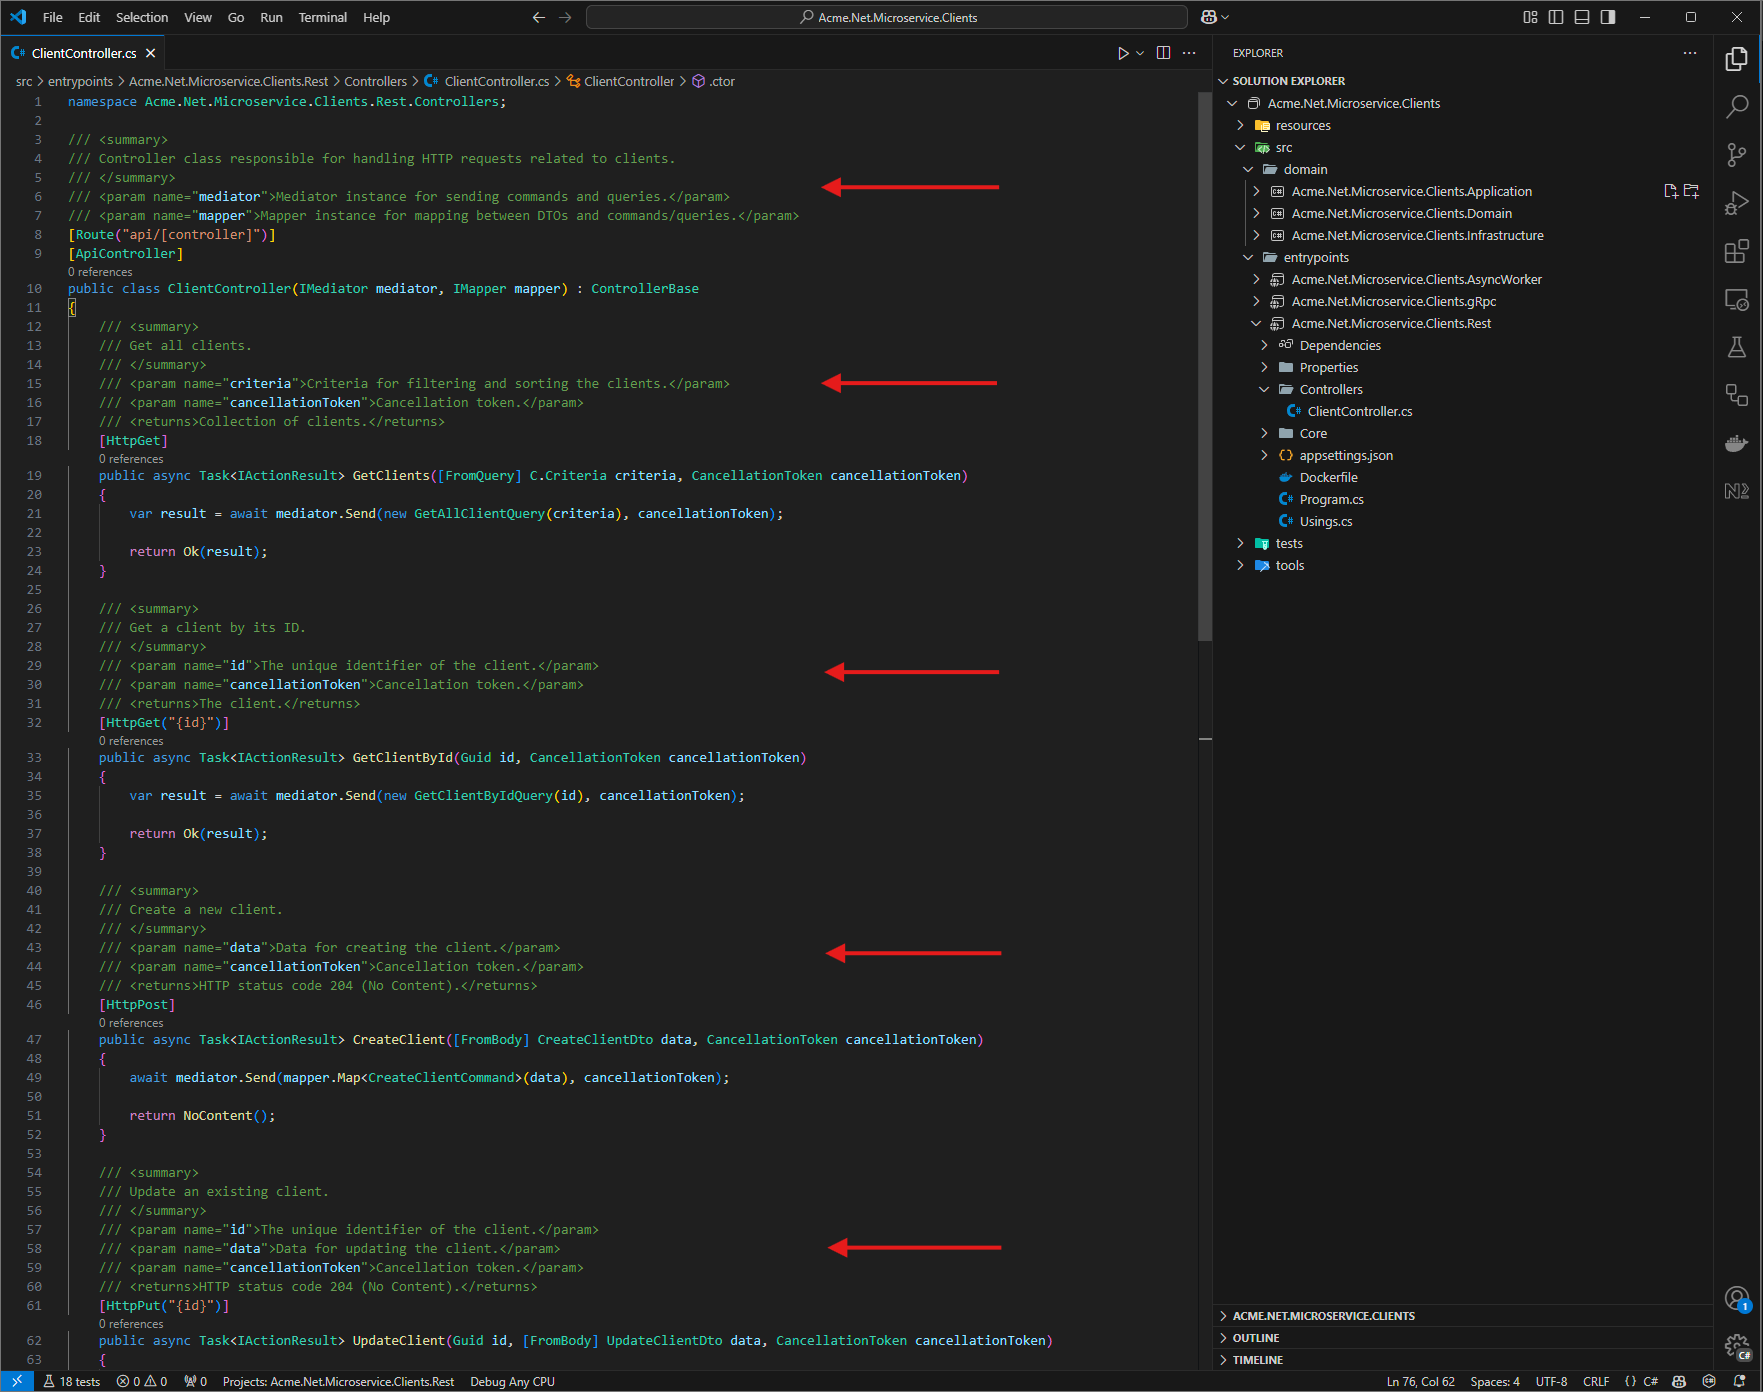 File Edit Selection View Go Run Terminal Help
Acme.Net.Microservice.Clients
ClientController.cs
src > entrypoints > Acme.Net.Microservice.Clients.Rest > Controllers > ClientController.cs > ClientController > .ctor
1 namespace Acme.Net.Microservice.Clients.Rest.Controllers;
2
3 /// <summary>
4 /// Controller class responsible for handling HTTP requests related to clients.
5 /// </summary>
6 /// <param name="mediator">Mediator instance for sending commands and queries.</param>
7 /// <param name="mapper">Mapper instance for mapping between DTOs and commands/queries.</param>
8 [Route("api/[controller]")]
9 [ApiController]
0 references
10 public class ClientController(IMediator mediator, IMapper mapper) : ControllerBase
11 {
12 /// <summary>
13 /// Get all clients.
14 /// </summary>
15 /// <param name="criteria">Criteria for filtering and sorting the clients.</param>
16 /// <param name="cancellationToken">Cancellation token.</param>
17 /// <returns>Collection of clients.</returns>
18 [HttpGet]
0 references
19 public async Task<IActionResult> GetClients([FromQuery] C.Criteria criteria, CancellationToken cancellationToken)
20 {
21 var result = await mediator.Send(new GetAllClientQuery(criteria), cancellationToken);
22
23 return Ok(result);
24 }
25
26 /// <summary>
27 /// Get a client by its ID.
28 /// </summary>
29 /// <param name="id">The unique identifier of the client.</param>
30 /// <param name="cancellationToken">Cancellation token.</param>
31 /// <returns>The client.</returns>
32 [HttpGet("{id}")]
0 references
33 public async Task<IActionResult> GetClientById(Guid id, CancellationToken cancellationToken)
34 {
35 var result = await mediator.Send(new GetClientByIdQuery(id), cancellationToken);
36
37 return Ok(result);
38 }
39
40 /// <summary>
41 /// Create a new client.
42 /// </summary>
43 /// <param name="data">Data for creating the client.</param>
44 /// <param name="cancellationToken">Cancellation token.</param>
45 /// <returns>HTTP status code 204 (No Content).</returns>
46 [HttpPost]
0 references
47 public async Task<IActionResult> CreateClient([FromBody] CreateClientDto data, CancellationToken cancellationToken)
48 {
49 await mediator.Send(mapper.Map<CreateClientCommand>(data), cancellationToken);
50
51 return NoContent();
52 }
53
54 /// <summary>
55 /// Update an existing client.
56 /// </summary>
57 /// <param name="id">The unique identifier of the client.</param>
58 /// <param name="data">Data for updating the client.</param>
59 /// <param name="cancellationToken">Cancellation token.</param>
60 /// <returns>HTTP status code 204 (No Content).</returns>
61 [HttpPut("{id}")]
0 references
62 public async Task<IActionResult> UpdateClient(Guid id, [FromBody] UpdateClientDto data, CancellationToken cancellationToken)
63 {
EXPLORER
SOLUTION EXPLORER
Acme.Net.Microservice.Clients
resources
src
domain
Acme.Net.Microservice.Clients.Application
Acme.Net.Microservice.Clients.Domain
Acme.Net.Microservice.Clients.Infrastructure
entrypoints
Acme.Net.Microservice.Clients.AsyncWorker
Acme.Net.Microservice.Clients.gRpc
Acme.Net.Microservice.Clients.Rest
Dependencies
Properties
Controllers
ClientController.cs
Core
appsettings.json
Dockerfile
Program.cs
Usings.cs
tests
tools
ACME.NET.MICROSERVICE.CLIENTS
OUTLINE
TIMELINE
1
C#
18 tests 0 0 0 Projects: Acme.Net.Microservice.Clients.Rest Debug Any CPU Ln 76, Col 62 Spaces: 4 UTF-8 CRLF {} C#